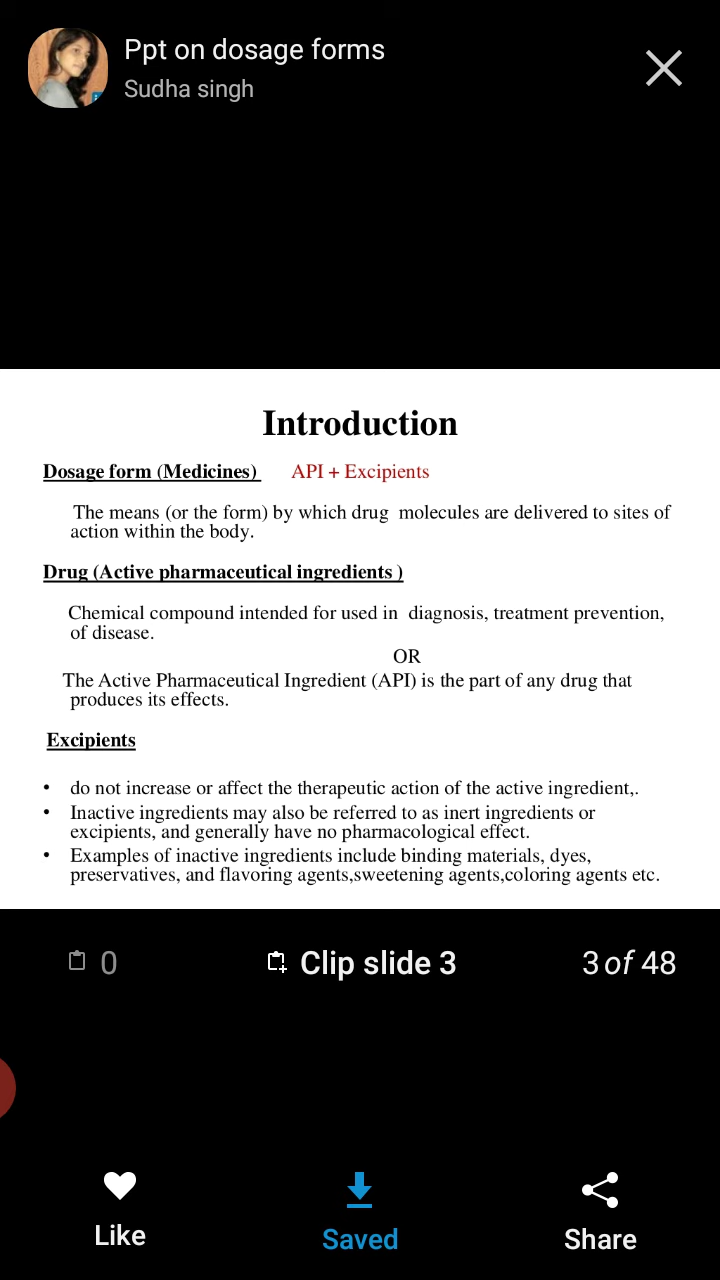 Ppt on dosage forms
Sudha singh
Introduction
Dosage form (Medicines) API + Excipients
The means (or the form) by which drug molecules are delivered to sites of
action within the body.
Drug (Active pharmaceutical ingredients )
Chemical compound intended for used in diagnosis, treatment prevention,
of disease.
OR
The Active Pharmaceutical Ingredient (API) is the part of any drug that
produces its effects.
Excipients
• do not increase or affect the therapeutic action of the active ingredient,.
• Inactive ingredients may also be referred to as inert ingredients or
excipients, and generally have no pharmacological effect.
• Examples of inactive ingredients include binding materials, dyes,
preservatives, and flavoring agents,sweetening agents,coloring agents etc.
0 Clip slide 3 3 of 48
Like Saved Share